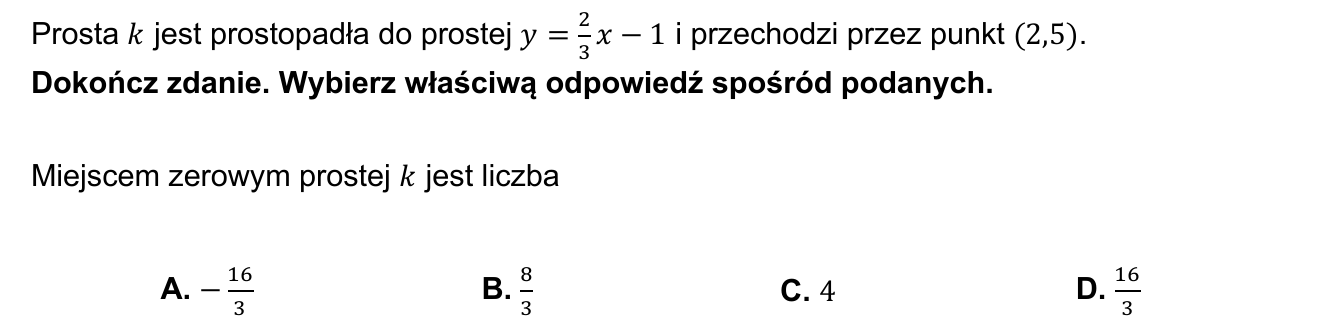 Prosta k jest prostopadła do prostej y = 2/3 x − 1 i przechodzi przez punkt (2,5).
Dokończ zdanie. Wybierz właściwą odpowiedź spośród podanych.
Miejscem zerowym prostej k jest liczba
A. − 16/3 B. 8/3 C. 4 D. 16/3